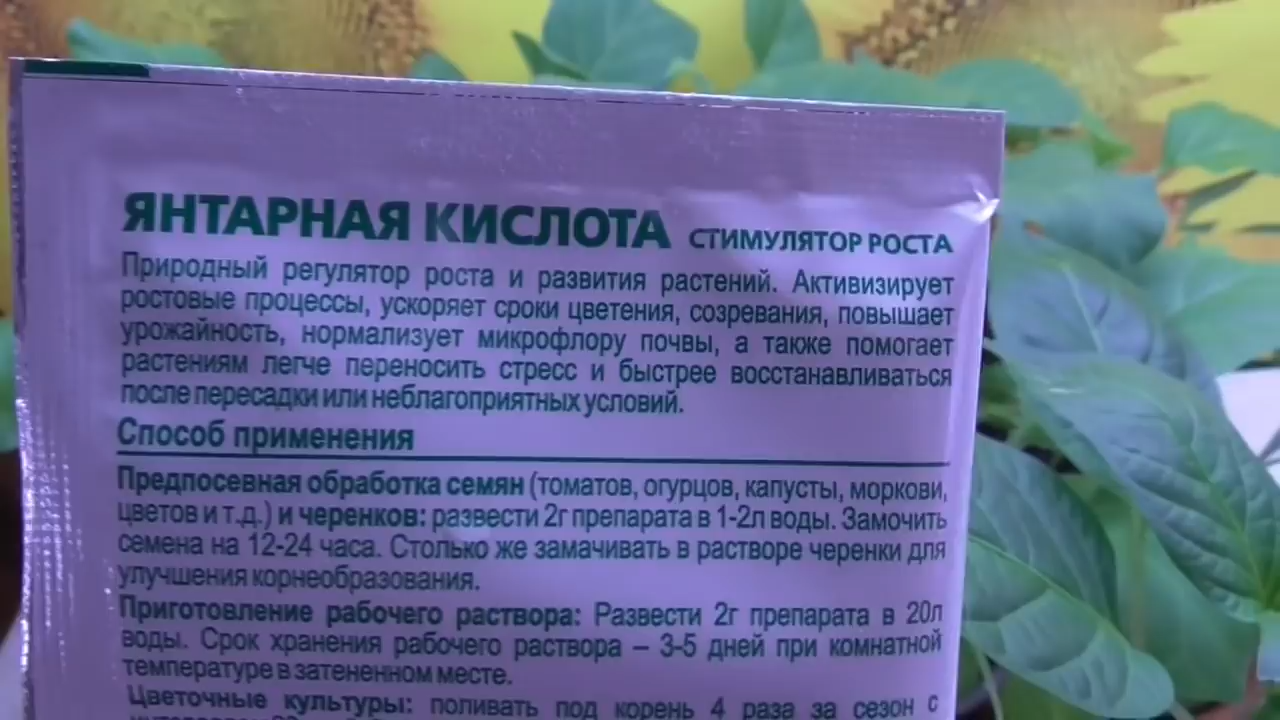 ЯНТАРНАЯ КИСЛОТА СТИМУЛЯТОР РОСТА
Природный регулятор роста и развития растений. Активизирует
ростовые процессы, ускоряет сроки цветения, созревания, повышает
урожайность, нормализует микрофлору почвы, а также помогает
растениям легче переносить стресс и быстрее восстанавливаться
после пересадки или неблагоприятных условий.
Способ применения
Предпосевная обработка семян (томатов, огурцов, капусты, моркови,
цветов и т.д.) и черенков: развести 2г препарата в 1-2л воды. Замочить
семена на 12-24 часа. Столько же замачивать в растворе черенки для
улучшения корнеобразования.
Приготовление рабочего раствора: Развести 2г препарата в 20л
воды. Срок хранения рабочего раствора – 3-5 дней при комнатной
температуре в затененном месте.
Цветочные культуры: поливать под корень 4 раза за сезон с